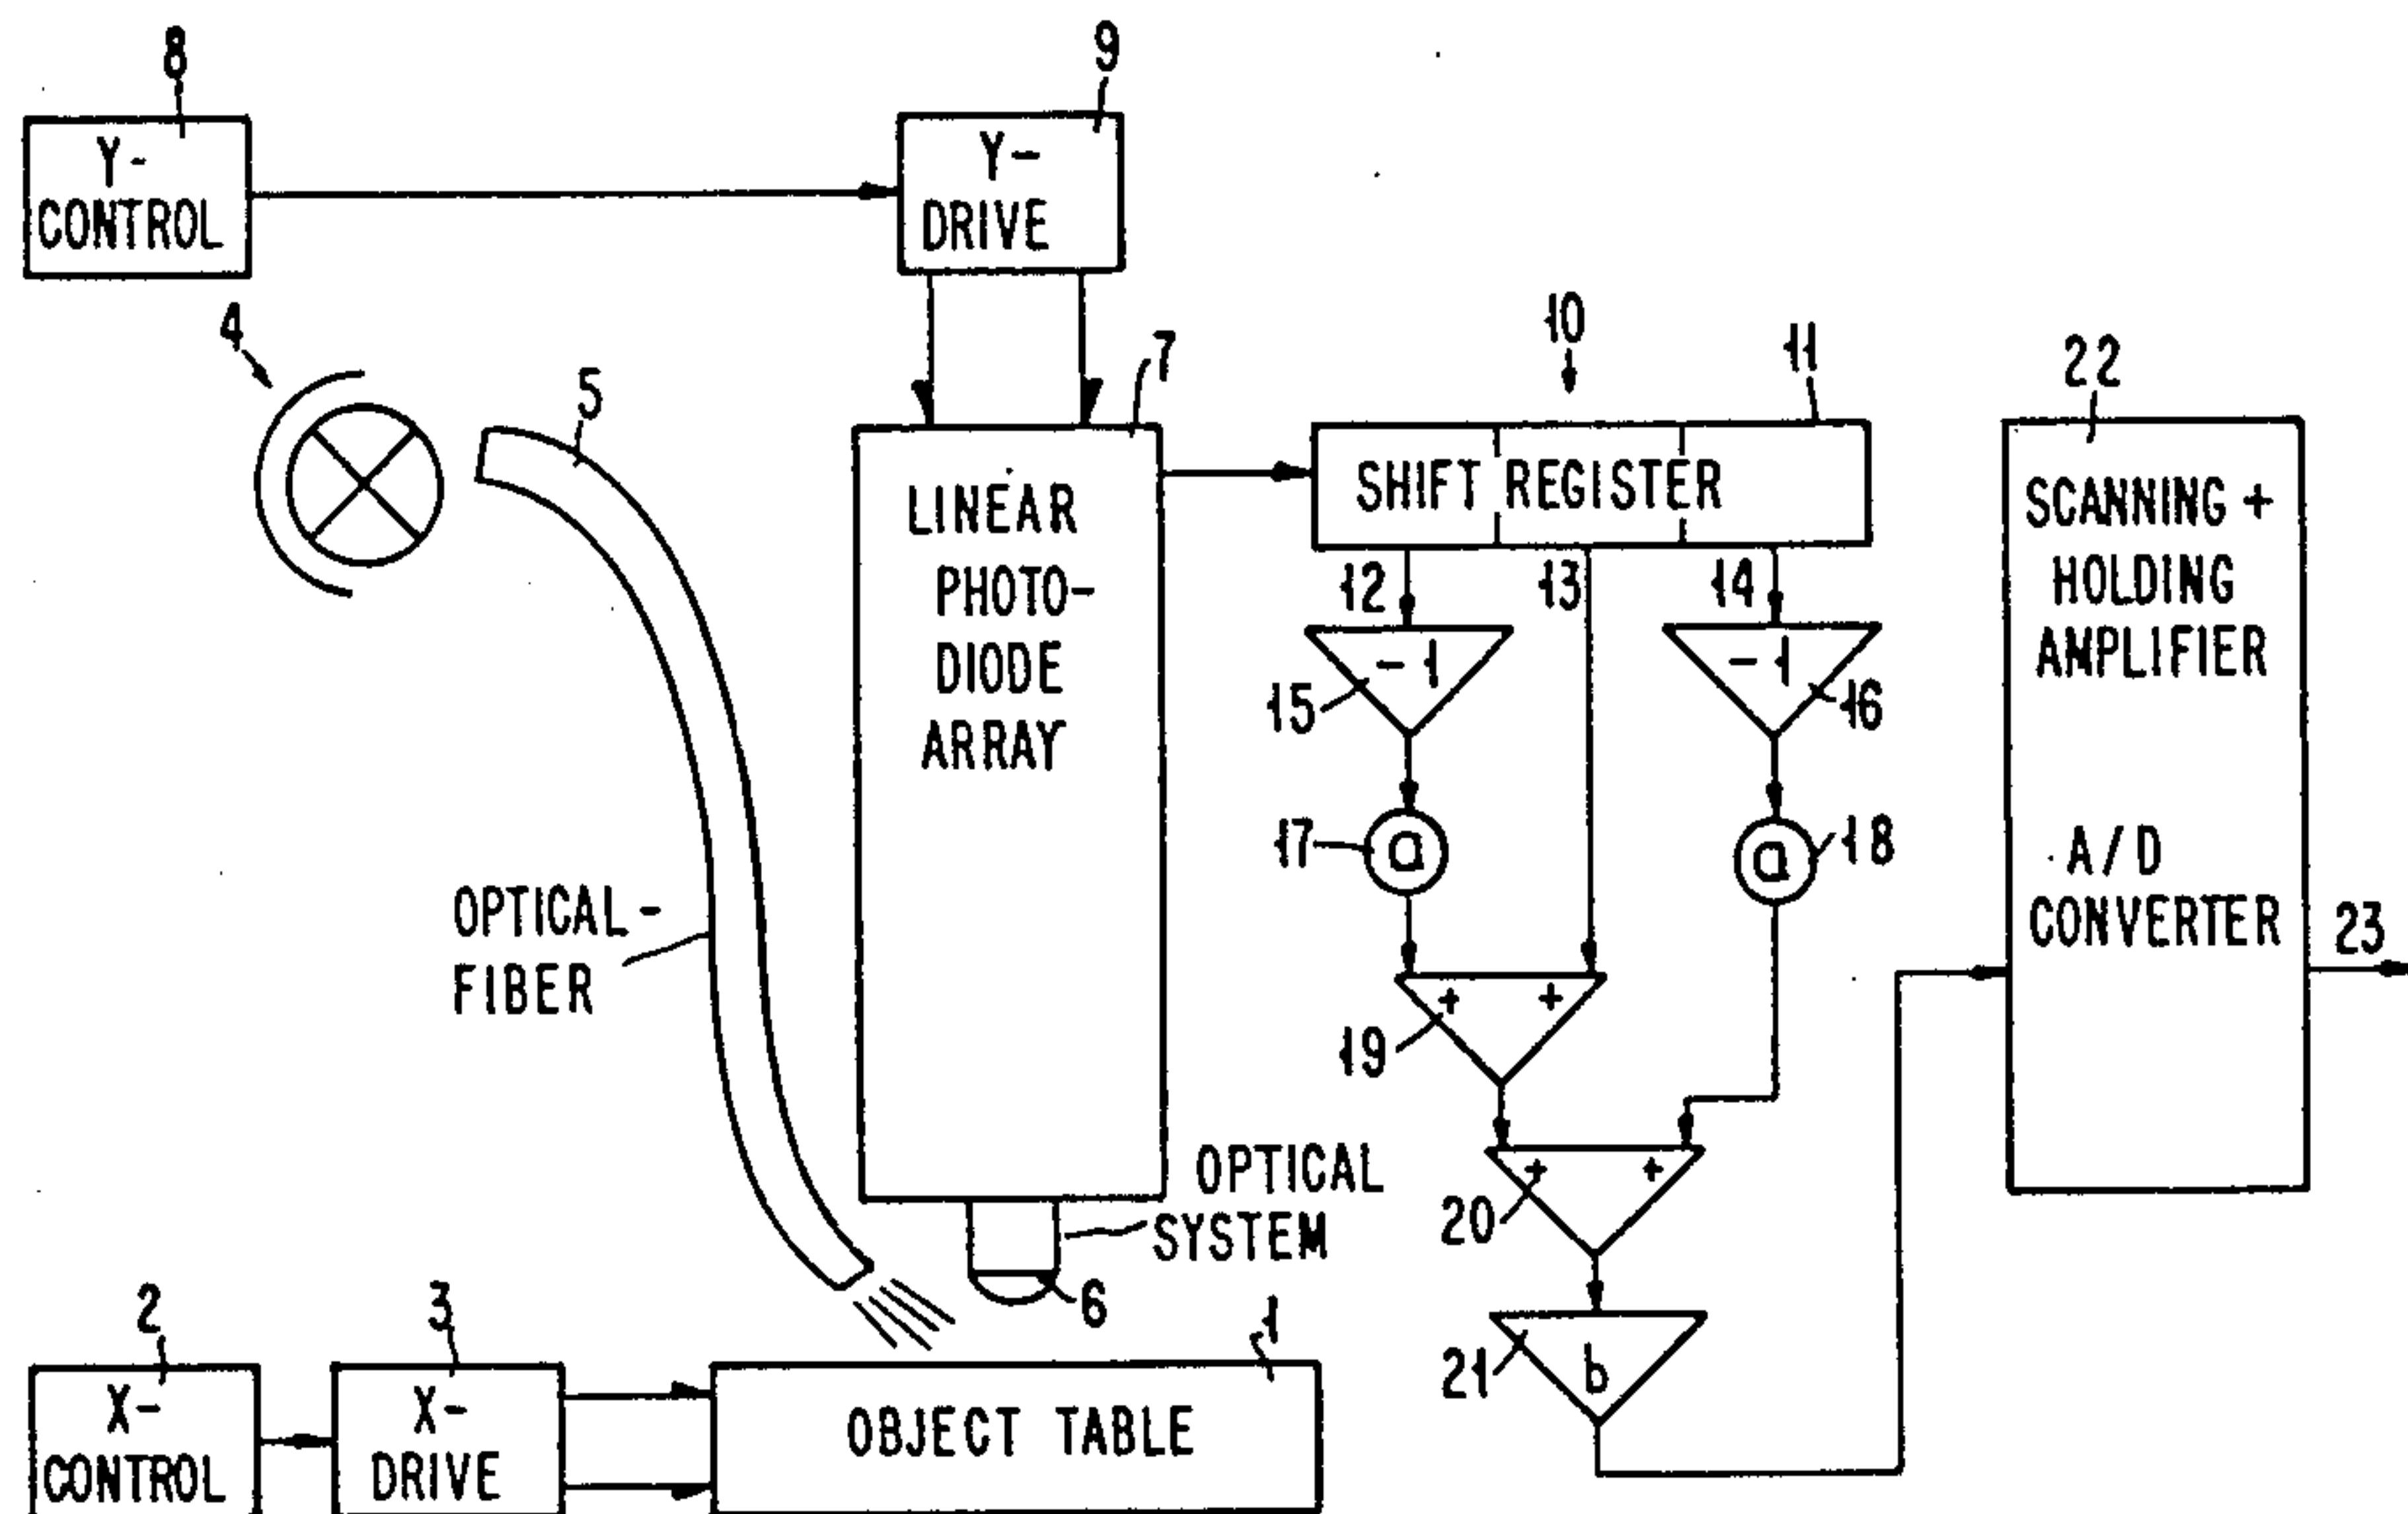 8
9
Y-
CONTROL
Y-
DRIVE
4
5
7
10
11
22
LINEAR
PHOTO-
DIODE
ARRAY
SHIFT REGISTER
SCANNING +
HOLDING
AMPLIFIER
A/D
CONVERTER
12
13
14
-1
-1
15
16
17
a
a
18
OPTICAL-
FIBER
+ +
19
23
OPTICAL
SYSTEM
+ +
20
6
2
3
1
b
21
X-
CONTROL
X-
DRIVE
OBJECT TABLE